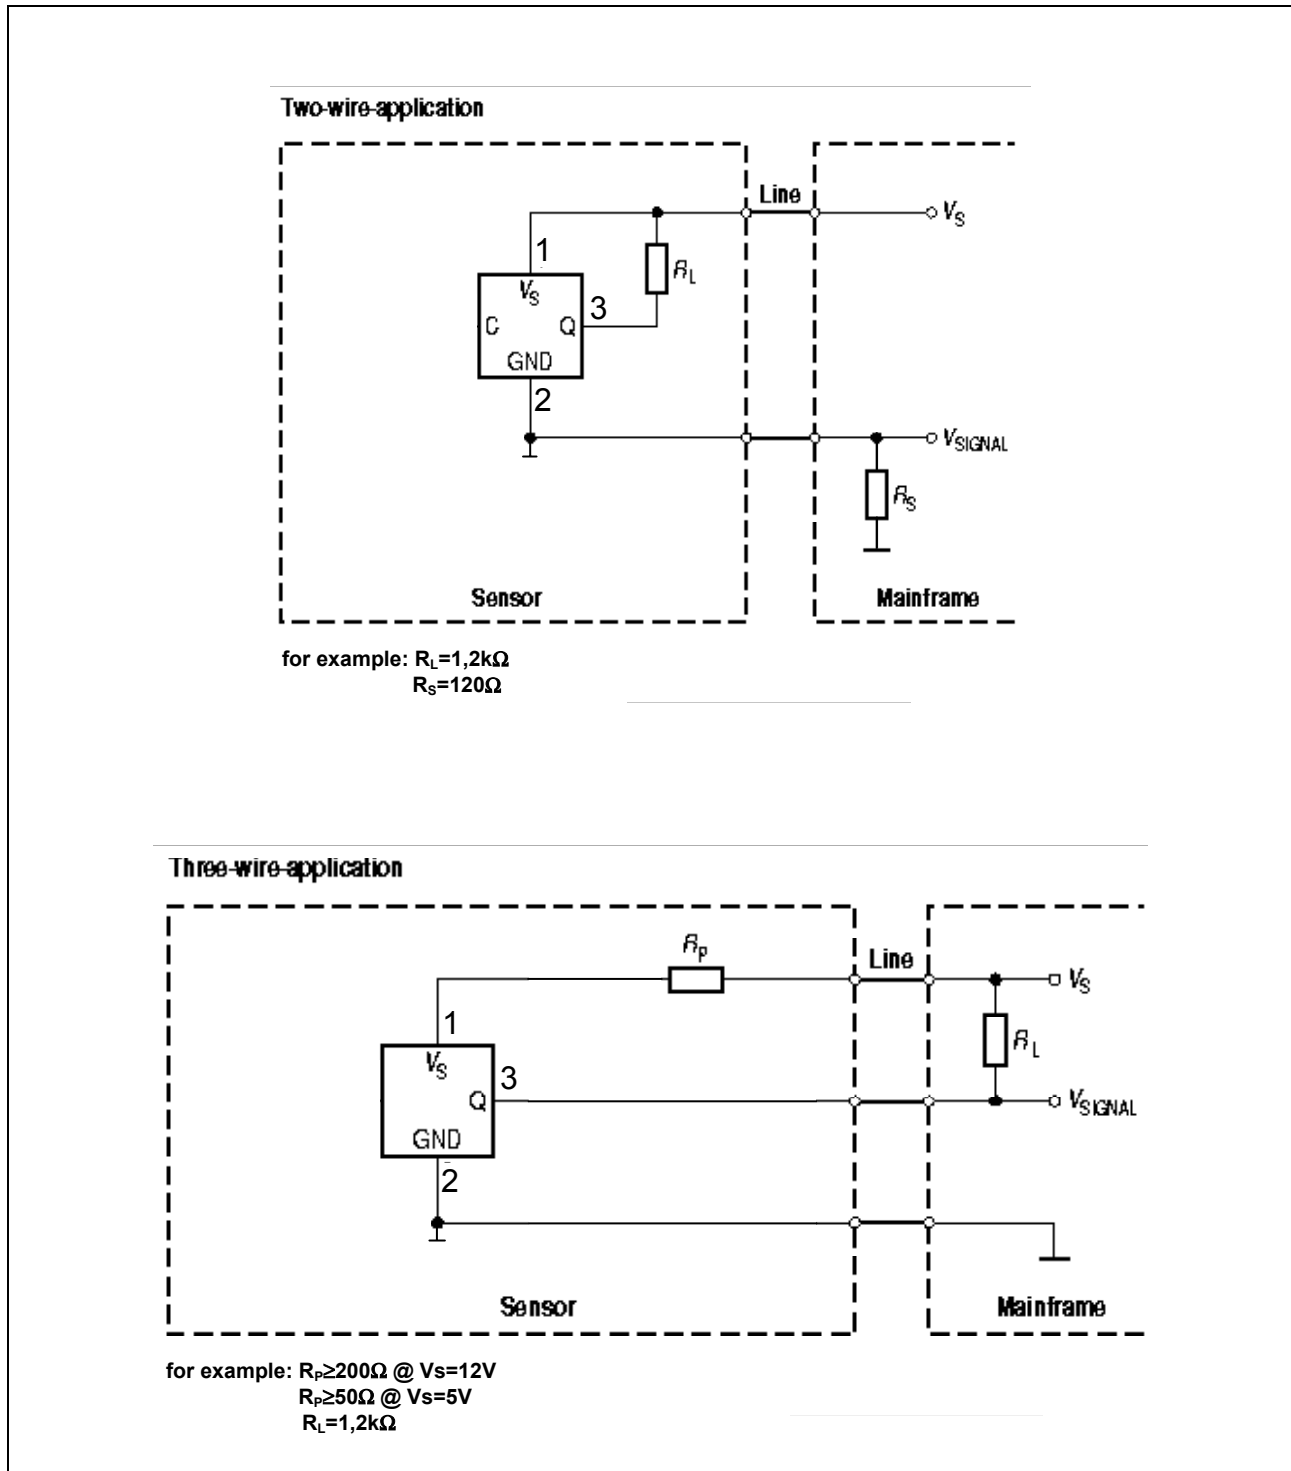 Two-wire-application
Line
V_S
1
R_L
V_S
3
C Q
GND
2
V_SIGNAL
R_S
Sensor
Mainframe
for example: R_L=1,2kΩ
R_S=120Ω
Three-wire-application
R_P
Line
V_S
1
R_L
V_S
3
Q
V_SIGNAL
GND
2
Sensor
Mainframe
for example: R_P≥200Ω @ Vs=12V
R_P≥50Ω @ Vs=5V
R_L=1,2kΩ